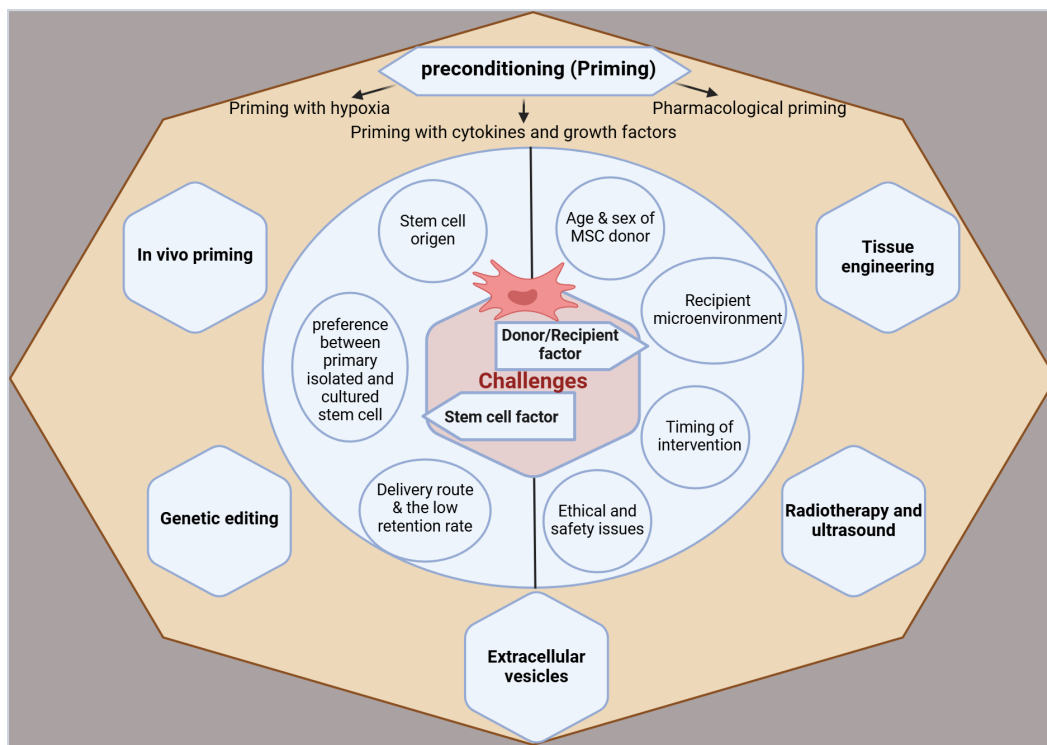 preconditioning (Priming)
Priming with hypoxia
Pharmacological priming
Priming with cytokines and growth factors
Stem cell
origen
Age & sex of
MSC donor
In vivo priming
Tissue
engineering
Recipient
microenvironment
preference
between
primary
isolated and
cultured
stem cell
Donor/Recipient
factor
Challenges
Stem cell factor
Timing of
intervention
Delivery route
& the low
retention rate
Ethical and
safety issues
Genetic editing
Radiotherapy and
ultrasound
Extracellular
vesicles